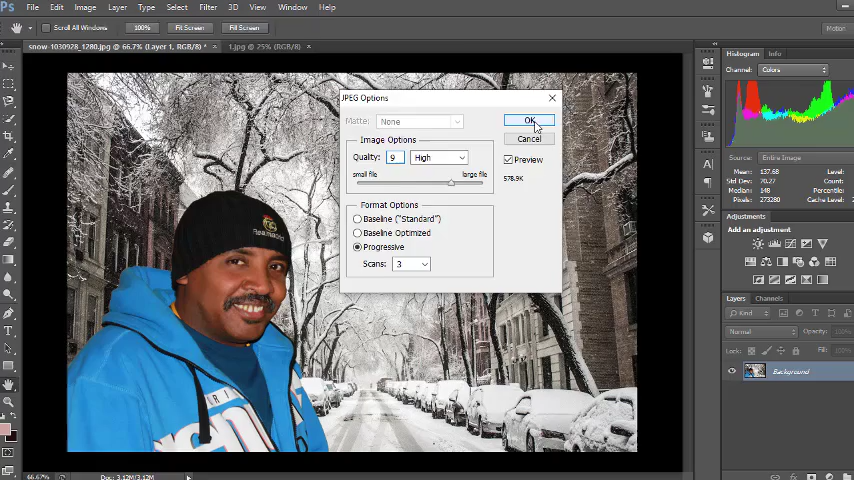 Ps File Edit Image Layer Type Select Filter 3D View Window Help
Scroll All Windows 100% Fit Screen Fill Screen Motion
snow-1030928_1280.jpg @ 66.7% (Layer 1, RGB/8) * × 1.jpg @ 25% (RGB/8) ×
Histogram Info
Channel: Colors
Source: Entire Image
Mean: 137.68
Std Dev: 70.27
Median: 148
Pixels: 273280
Level:
Count:
Percentile:
Cache Level:
Adjustments
Add an adjustment
Layers Channels
Kind
Normal Opacity:
Lock: Fill:
Background
JPEG Options
Matte: None
Image Options
Quality: 9 High
small file large file
Format Options
Baseline ("Standard")
Baseline Optimized
Progressive
Scans: 3
OK
Cancel
Preview
578.9K
Real madrid
66.67% Doc: 3.12M/3.12M